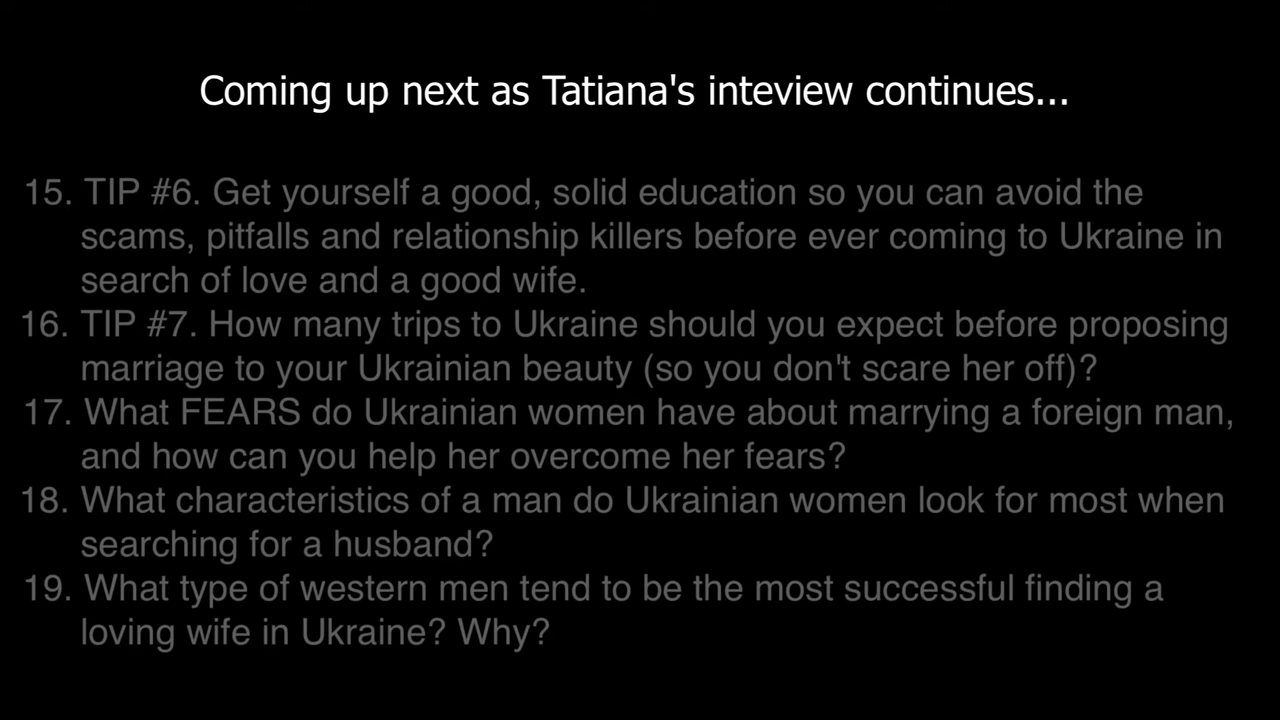 Coming up next as Tatiana's inteview continues...
15. TIP #6. Get yourself a good, solid education so you can avoid the
scams, pitfalls and relationship killers before ever coming to Ukraine in
search of love and a good wife.
16. TIP #7. How many trips to Ukraine should you expect before proposing
marriage to your Ukrainian beauty (so you don't scare her off)?
17. What FEARS do Ukrainian women have about marrying a foreign man,
and how can you help her overcome her fears?
18. What characteristics of a man do Ukrainian women look for most when
searching for a husband?
19. What type of western men tend to be the most successful finding a
loving wife in Ukraine? Why?